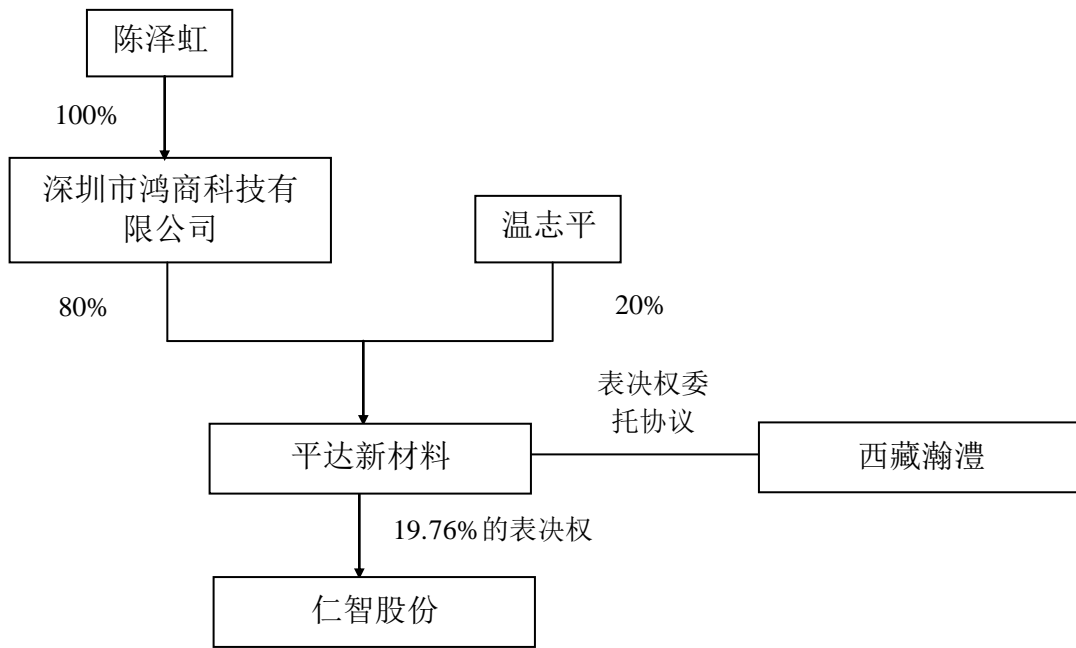 陈泽虹
100%
深圳市鸿商科技有
限公司
温志平
80%
20%
表决权委
托协议
平达新材料
西藏瀚澧
19.76%的表决权
仁智股份